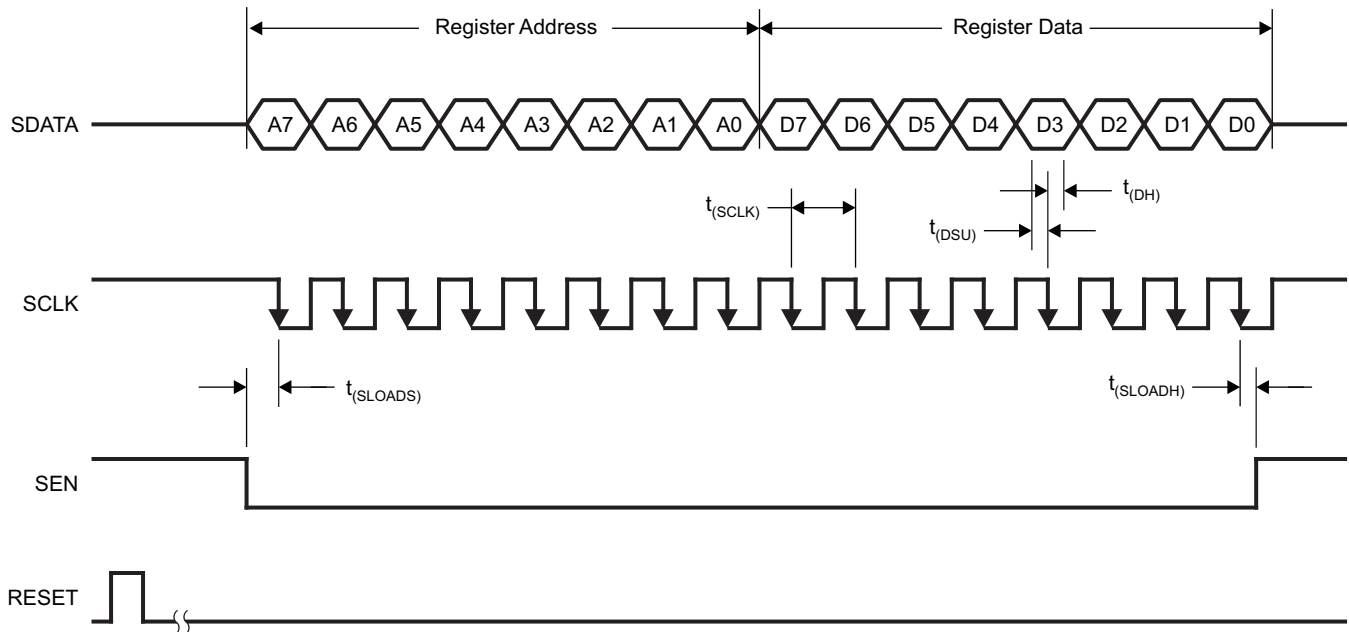 Register Address
Register Data
SDATA
A7 A6 A5 A4 A3 A2 A1 A0 D7 D6 D5 D4 D3 D2 D1 D0
t(SCLK)
t(DH)
t(DSU)
SCLK
t(SLOADS)
t(SLOADH)
SEN
RESET